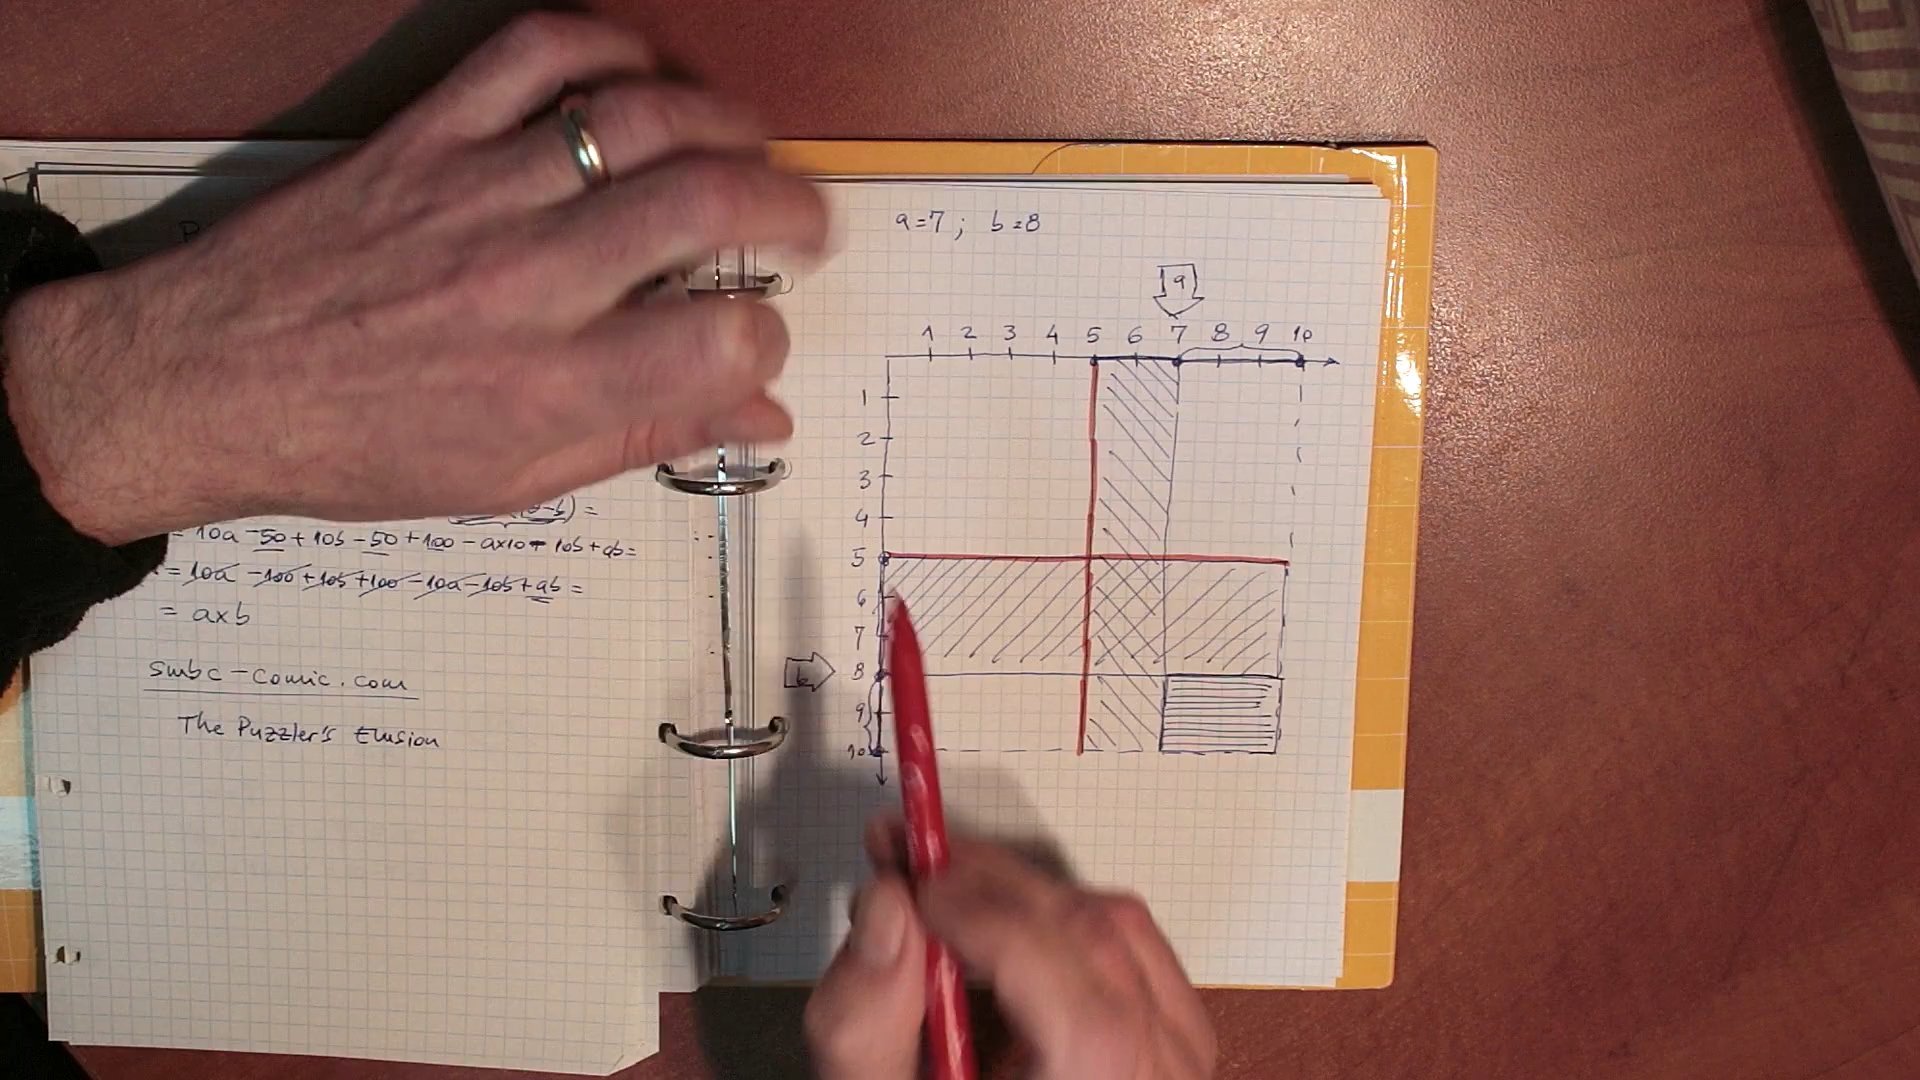 = 10a -50 + 10b - 50 + 100 - ax10 - 10b + ab =
= 10a - 100 + 10b + 100 - 10a - 10b + ab =
= axb
smbc-comic.com
The Puzzler's Elusion
a=7 ; b=8
a
1 2 3 4 5 6 7 8 9 10
1
2
3
4
5
6
7
b 8
9
10